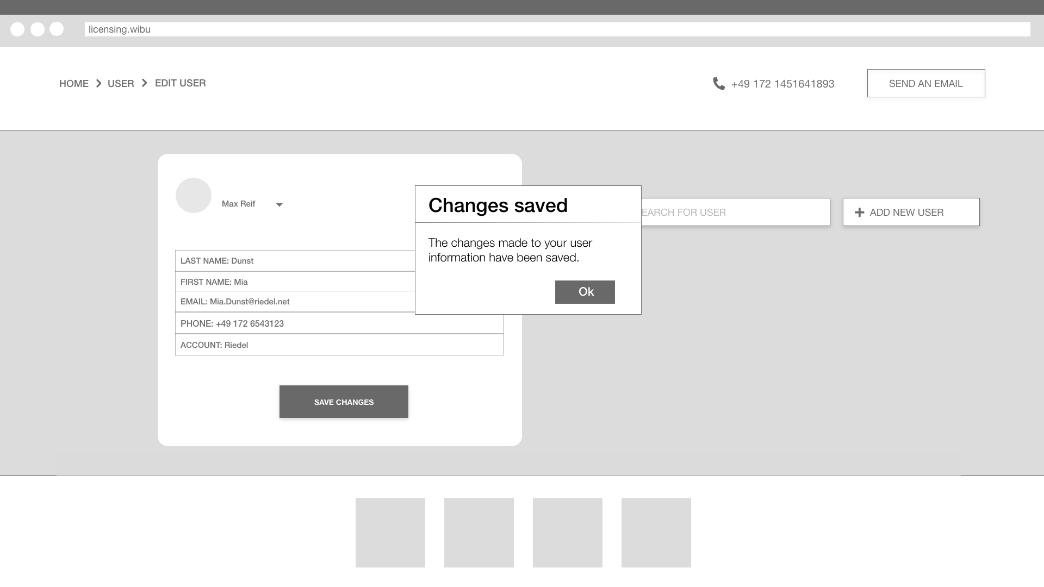 licensing.wibu
HOME > USER > EDIT USER
+49 172 1451641893
SEND AN EMAIL
Max Reif
Changes saved
The changes made to your user
information have been saved.
Ok
EARCH FOR USER
+ ADD NEW USER
LAST NAME: Dunst
FIRST NAME: Mia
EMAIL: Mia.Dunst@riedel.net
PHONE: +49 172 6543123
ACCOUNT: Riedel
SAVE CHANGES